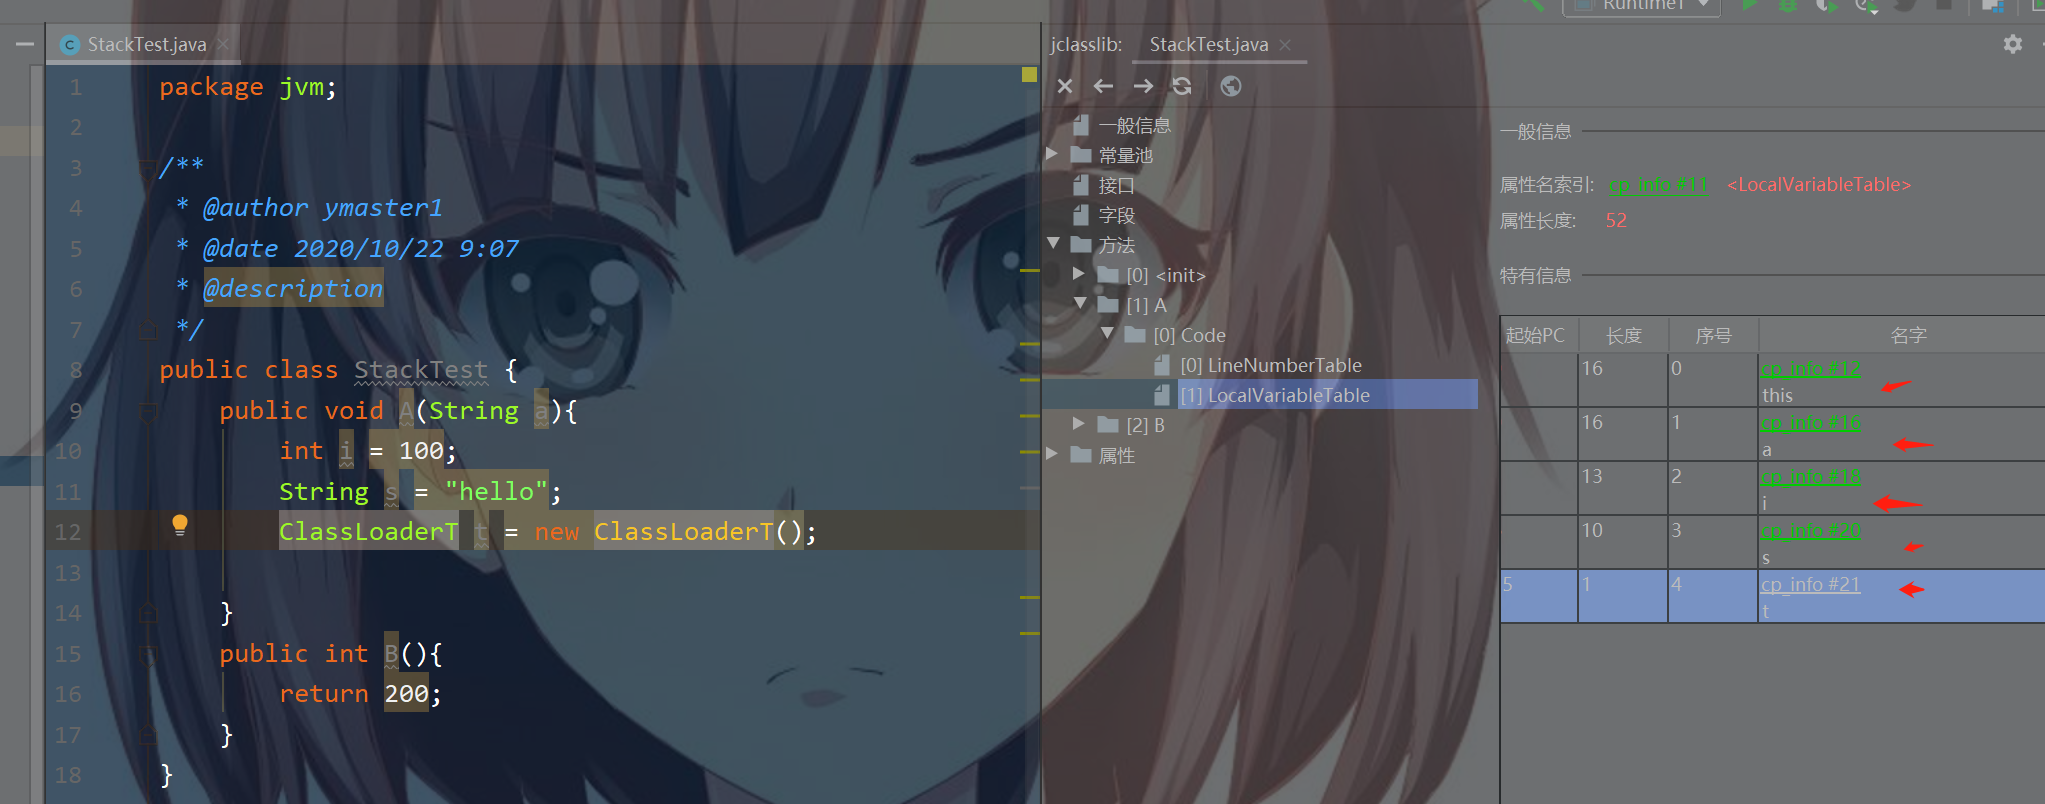 Runtime1
StackTest.java
jclasslib:
StackTest.java
1 package jvm;
2
3 /**
4 * @author ymaster1
5 * @date 2020/10/22 9:07
6 * @description
7 */
8 public class StackTest {
9 public void A(String a){
10 int i = 100;
11 String s = "hello";
12 ClassLoaderT t = new ClassLoaderT();
13
14 }
15 public int B(){
16 return 200;
17 }
18 }
一般信息
常量池
接口
字段
方法
[0] <init>
[1] A
[0] Code
[0] LineNumberTable
[1] LocalVariableTable
[2] B
属性
一般信息
属性名索引: cp_info #11 <LocalVariableTable>
属性长度: 52
特有信息
起始PC 长度 序号 名字
16 0 cp_info #12
this
16 1 cp_info #16
a
13 2 cp_info #18
i
10 3 cp_info #20
s
5 1 4 cp_info #21
t